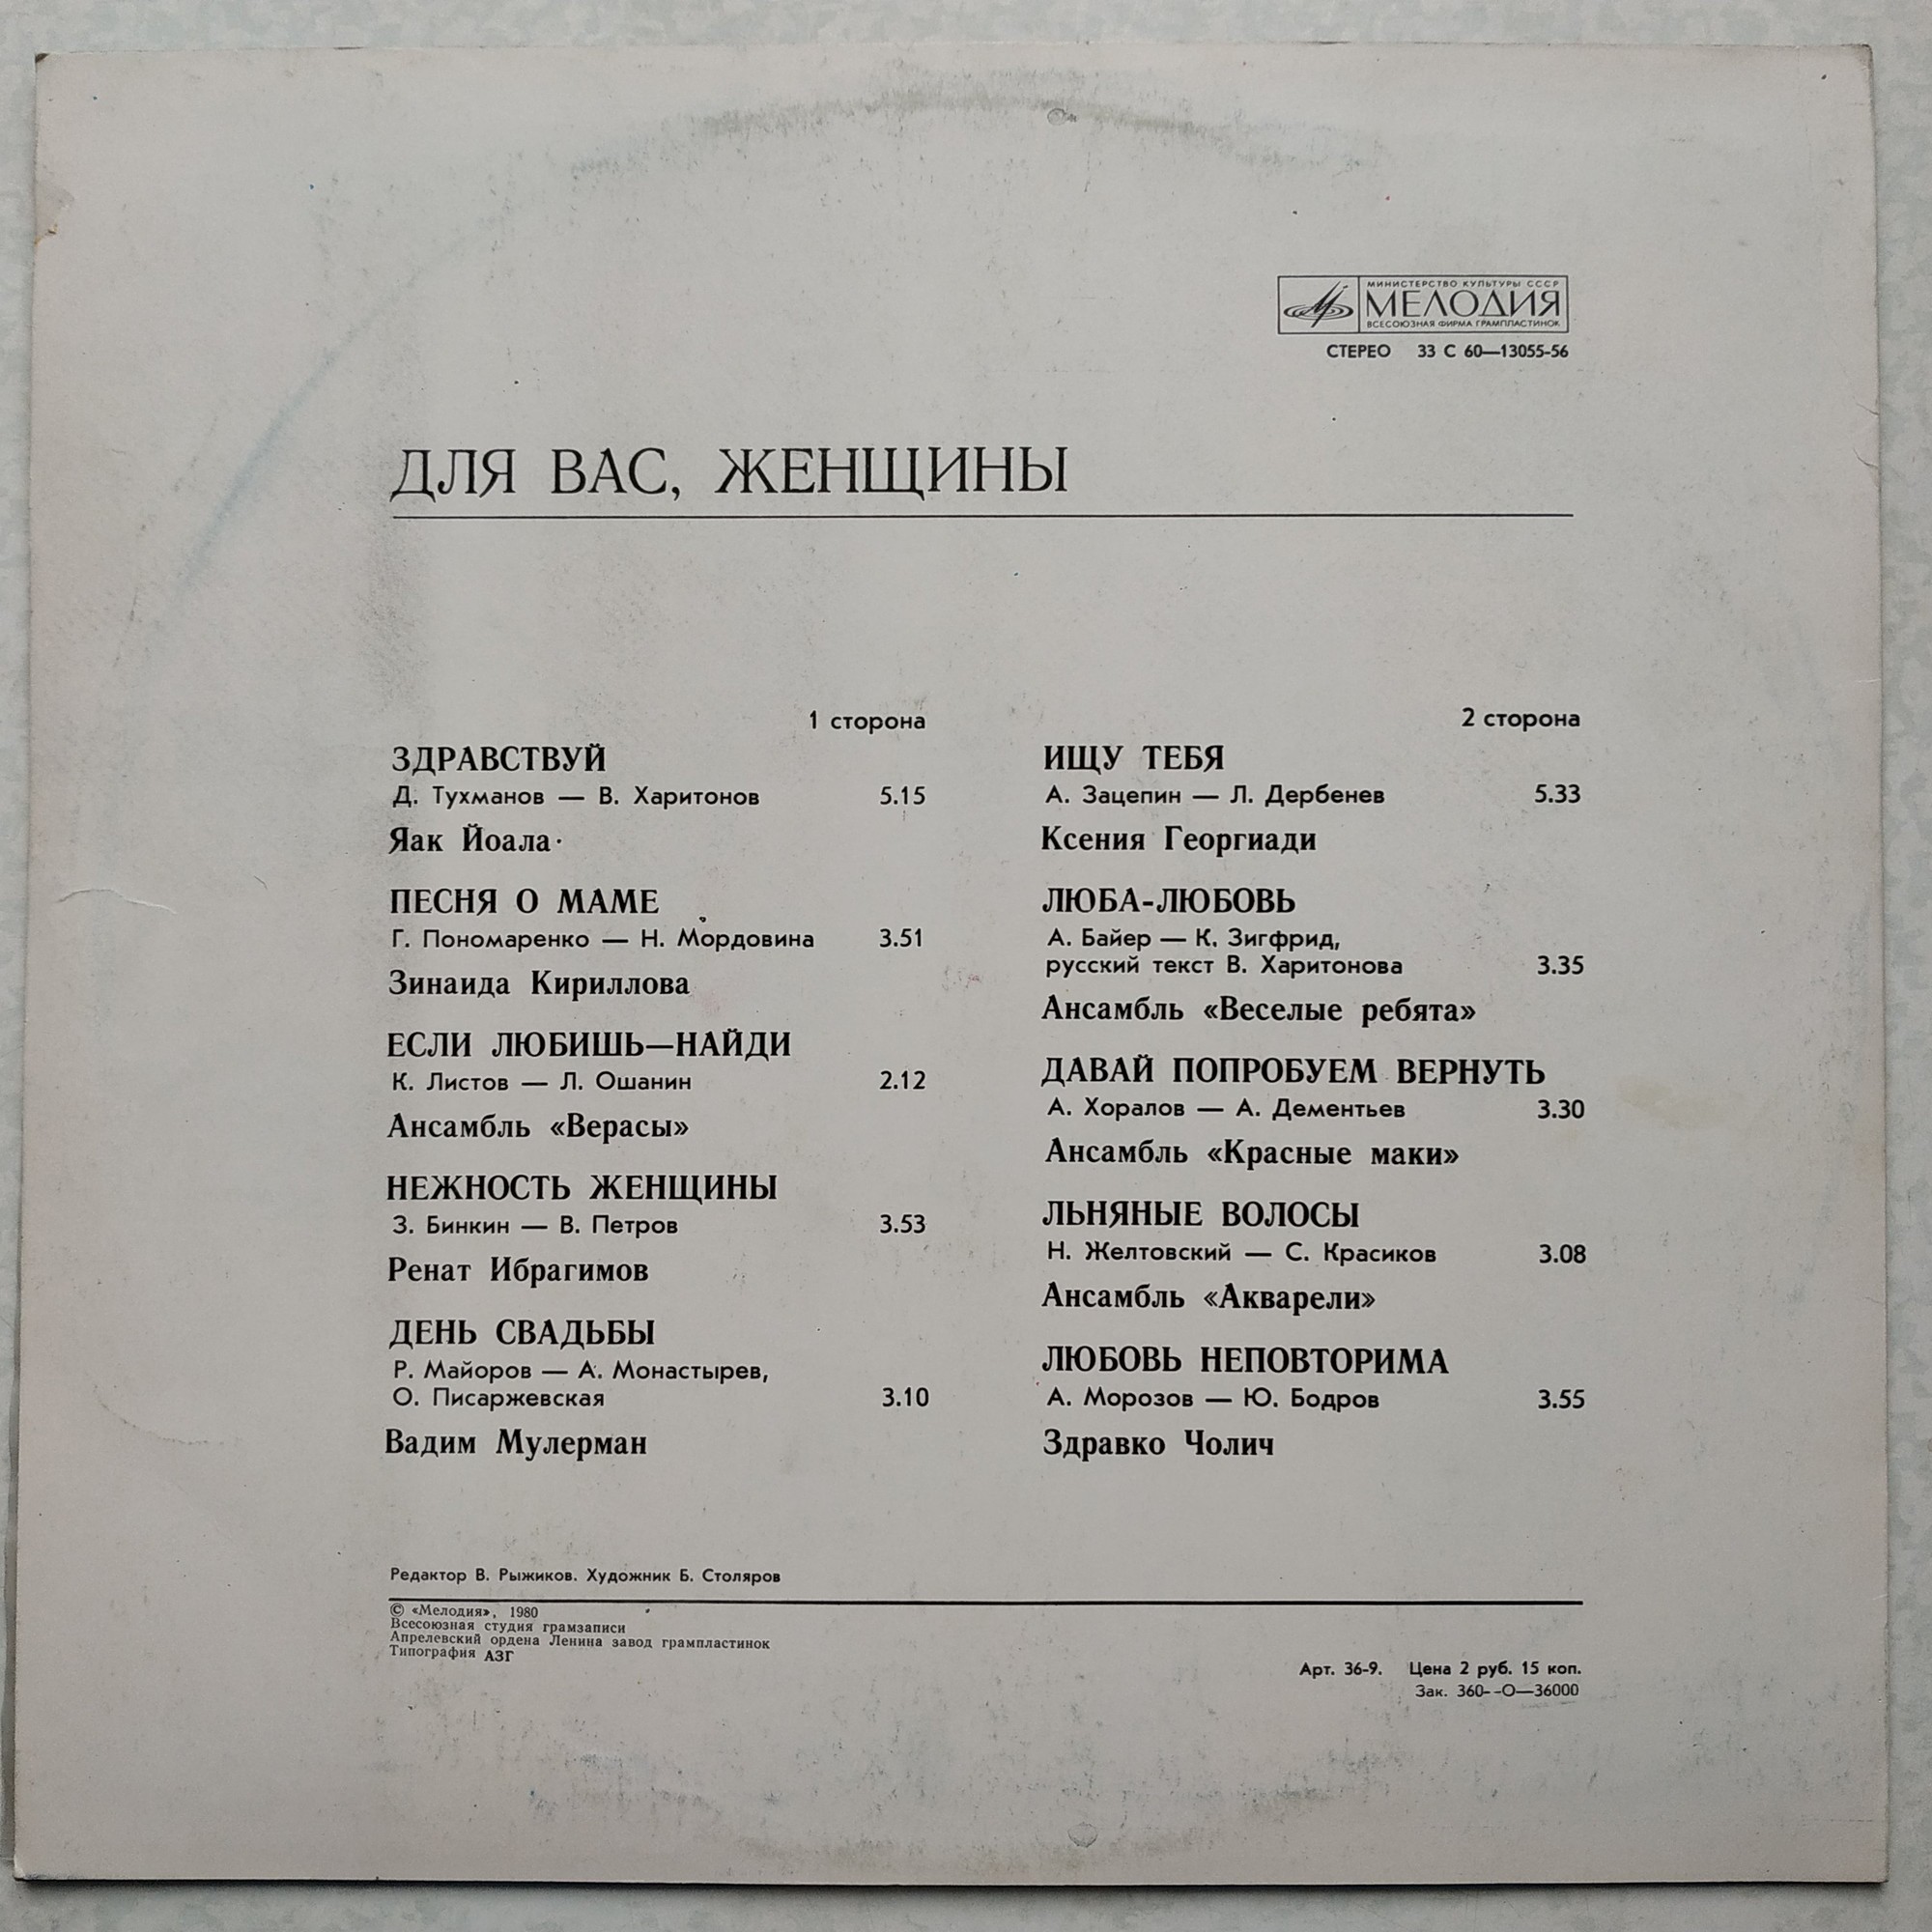 МИНИСТЕРСТВО КУЛЬТУРЫ СССР
МЕЛОДИЯ
ВСЕСОЮЗНАЯ ФИРМА ГРАМПЛАСТИНОК
СТЕРЕО 33 С 60—13055-56
ДЛЯ ВАС, ЖЕНЩИНЫ
1 сторона
ЗДРАВСТВУЙ
Д. Тухманов — В. Харитонов 5.15
Яак Йоала
ПЕСНЯ О МАМЕ
Г. Пономаренко — Н. Мордовина 3.51
Зинаида Кириллова
ЕСЛИ ЛЮБИШЬ—НАЙДИ
К. Листов — Л. Ошанин 2.12
Ансамбль «Верасы»
НЕЖНОСТЬ ЖЕНЩИНЫ
З. Бинкин — В. Петров 3.53
Ренат Ибрагимов
ДЕНЬ СВАДЬБЫ
Р. Майоров — А. Монастырев,
О. Писаржевская 3.10
Вадим Мулерман
2 сторона
ИЩУ ТЕБЯ
А. Зацепин — Л. Дербенев 5.33
Ксения Георгиади
ЛЮБА-ЛЮБОВЬ
А. Байер — К. Зигфрид,
русский текст В. Харитонова 3.35
Ансамбль «Веселые ребята»
ДАВАЙ ПОПРОБУЕМ ВЕРНУТЬ
А. Хоралов — А. Дементьев 3.30
Ансамбль «Красные маки»
ЛЬНЯНЫЕ ВОЛОСЫ
Н. Желтовский — С. Красиков 3.08
Ансамбль «Акварели»
ЛЮБОВЬ НЕПОВТОРИМА
А. Морозов — Ю. Бодров 3.55
Здравко Чолич
Редактор В. Рыжиков. Художник Б. Столяров
© «Мелодия», 1980
Всесоюзная студия грамзаписи
Апрелевский ордена Ленина завод грампластинок
Типография АЗГ
Арт. 36-9. Цена 2 руб. 15 коп.
Зак. 360--О—36000